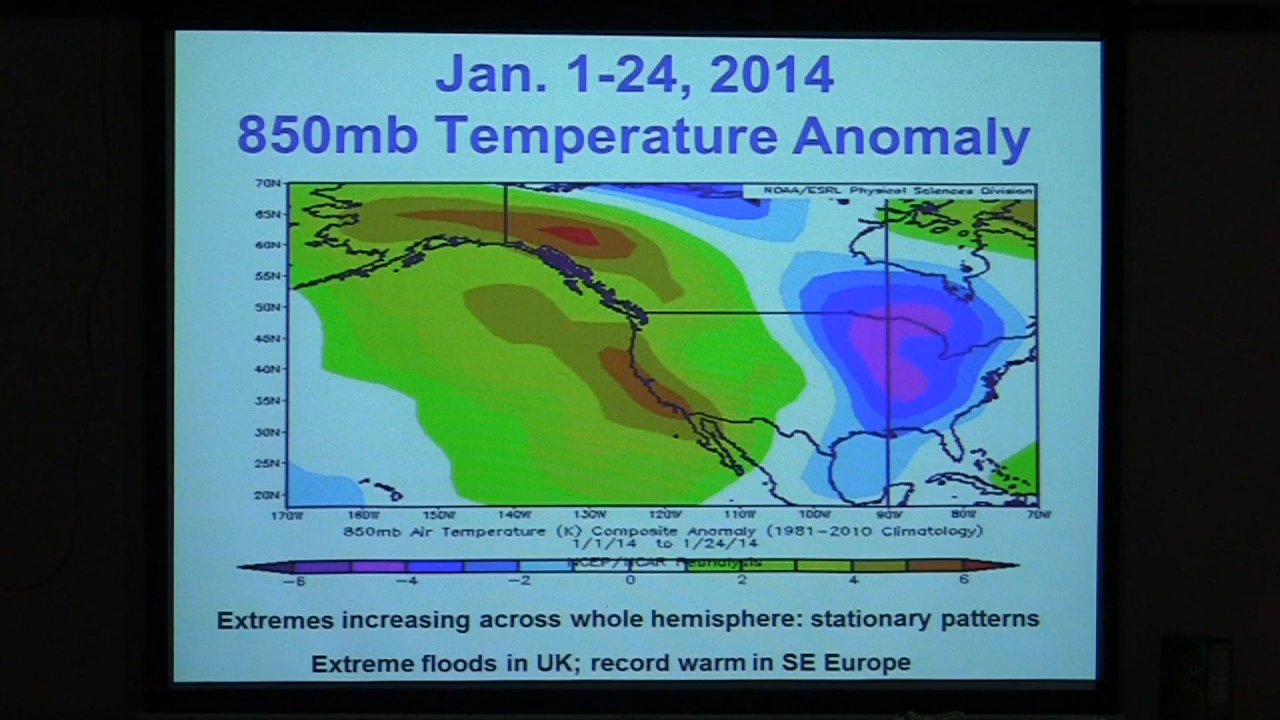 Jan. 1-24, 2014
850mb Temperature Anomaly
NOAA/ESRL Physical Sciences Division
70N
65N
60N
55N
50N
45N
40N
35N
30N
25N
20N
170W 160W 150W 140W 130W 120W 110W 100W 90W 80W 70W
850mb Air Temperature (K) Composite Anomaly (1981-2010 Climatology)
1/1/14 to 1/24/14
NCEP/NCAR Reanalysis
-6 -4 -2 0 2 4 6
Extremes increasing across whole hemisphere: stationary patterns
Extreme floods in UK; record warm in SE Europe